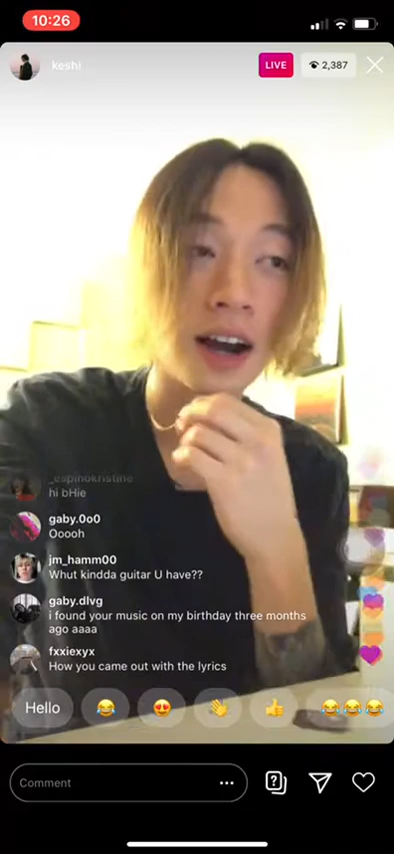 10:26
keshi
LIVE
2,387
_espinokristine
hi bHie
gaby.0o0
Ooooh
jm_hamm00
Whut kindda guitar U have??
gaby.dlvg
i found your music on my birthday three months
ago aaaa
fxxiexyx
How you came out with the lyrics
Hello
Comment